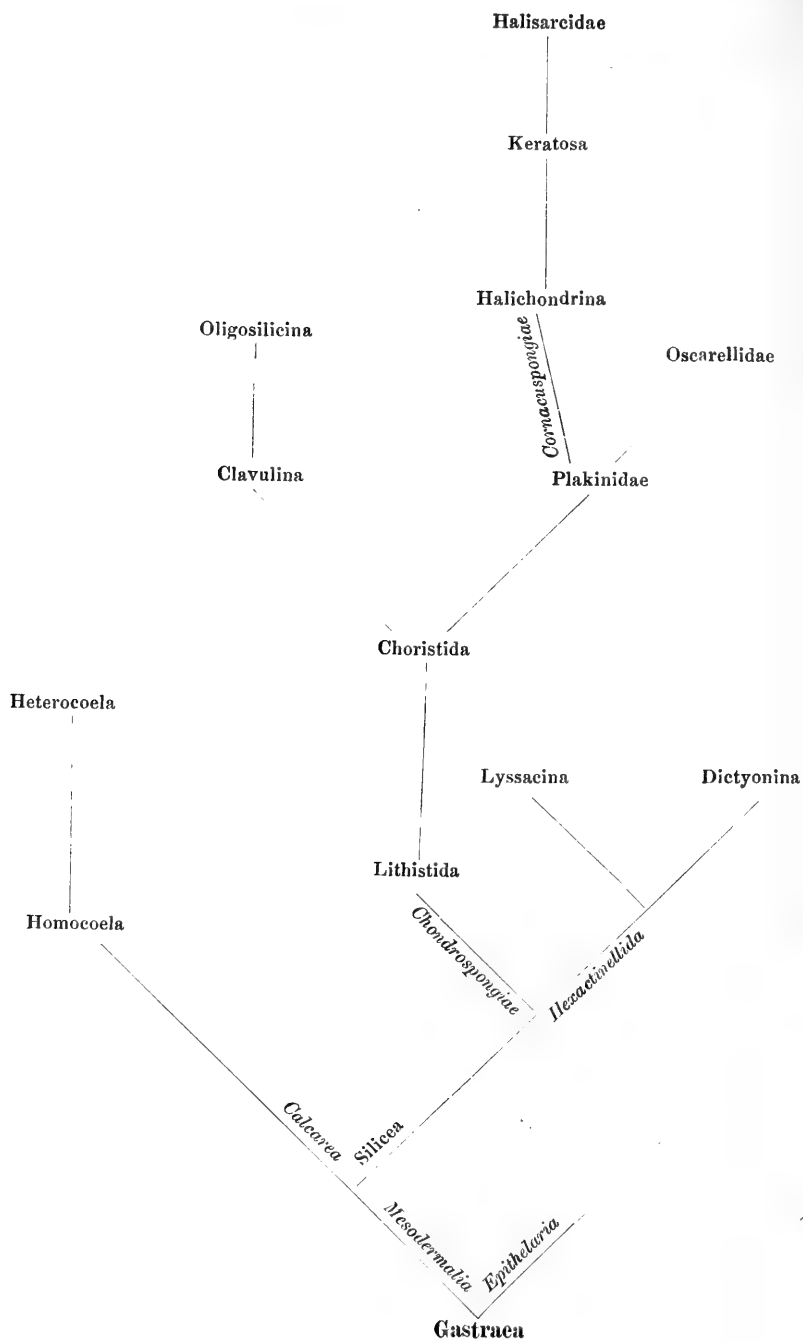 Halisarcidae
Keratosa
Halichondrina
Oligosilicina
Cornacuspongiae
Oscarellidae
Clavulina
Plakinidae
Choristida
Heterocoela
Lyssacina
Dictyonina
Lithistida
Homocoela
Chondrospongiae
Hexactinellida
Calcarea
Silicea
Mesodermalia
Epithelaria
Gastraea